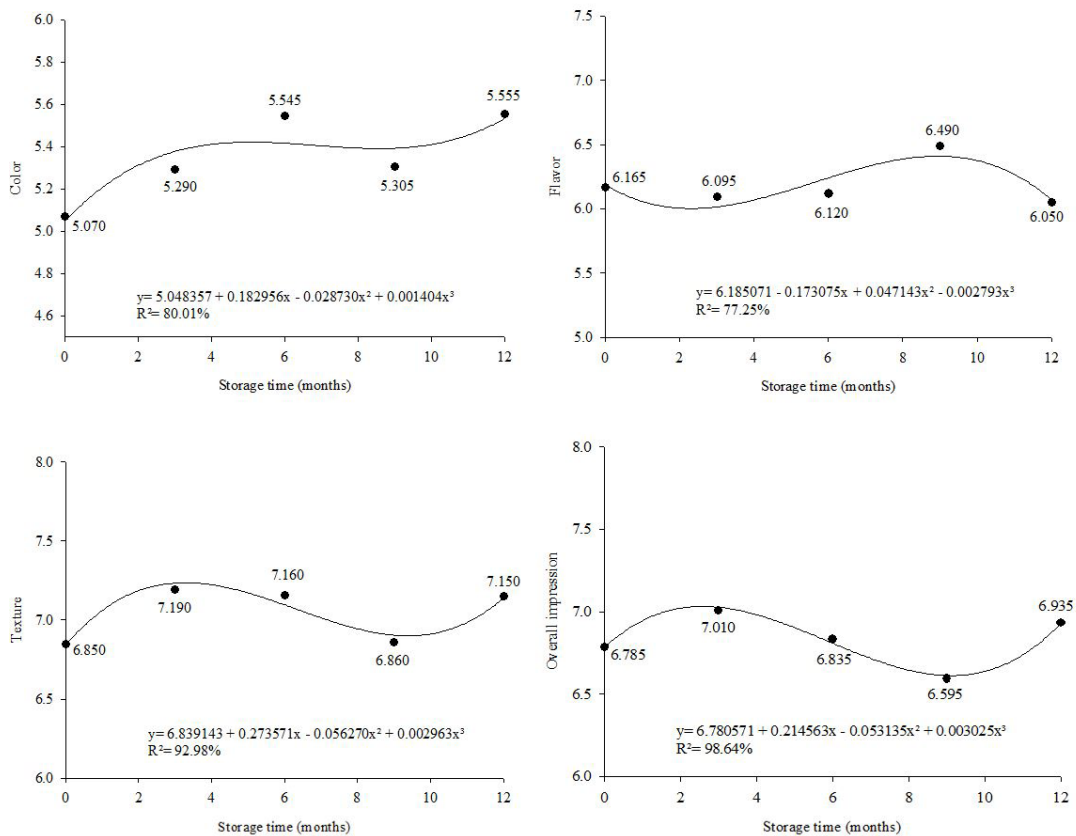 6.0
5.8
5.6
5.4
5.2
5.0
4.8
4.6
Color
5.070
5.290
5.545
5.305
5.555
y= 5.048357 + 0.182956x - 0.028730x² + 0.001404x³
R²= 80.01%
0 2 4 6 8 10 12
Storage time (months)
7.5
7.0
6.5
6.0
5.5
5.0
Flavor
6.165
6.095
6.120
6.490
6.050
y= 6.185071 - 0.173075x + 0.047143x² - 0.002793x³
R²= 77.25%
0 2 4 6 8 10 12
Storage time (months)
8.0
7.5
7.0
6.5
6.0
Texture
6.850
7.190
7.160
6.860
7.150
y= 6.839143 + 0.273571x - 0.056270x² + 0.002963x³
R²= 92.98%
0 2 4 6 8 10 12
Storage time (months)
8.0
7.5
7.0
6.5
6.0
Overall impression
6.785
7.010
6.835
6.595
6.935
y= 6.780571 + 0.214563x - 0.053135x² + 0.003025x³
R²= 98.64%
0 2 4 6 8 10 12
Storage time (months)